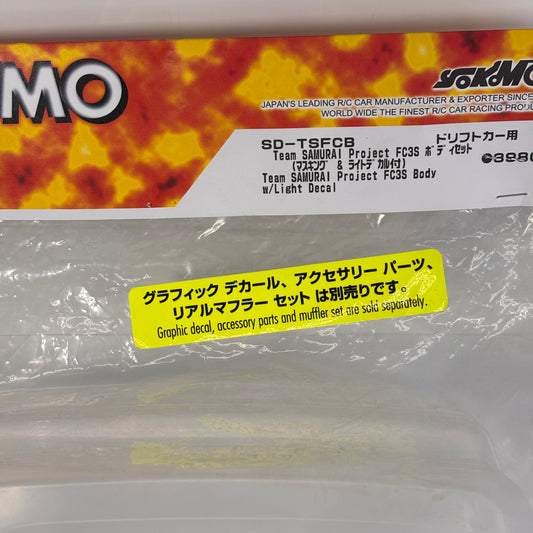 MO
YOKOMO
JAPAN'S LEADING R/C CAR MANUFACTURER & EXPORTER SINCE
WORLD WIDE THE FINEST R/C CAR RACING
SD-TSFCB ドリフトカー用
Team SAMURAI Project FC3S ボディセット
(マスキング & ライトデカル付)
Team SAMURAI Project FC3S Body
w/Light Decal
グラフィック デカール、アクセサリー パーツ、
リアルマフラー セット は別売りです。
Graphic decal, accessory parts and muffler set are sold separately.